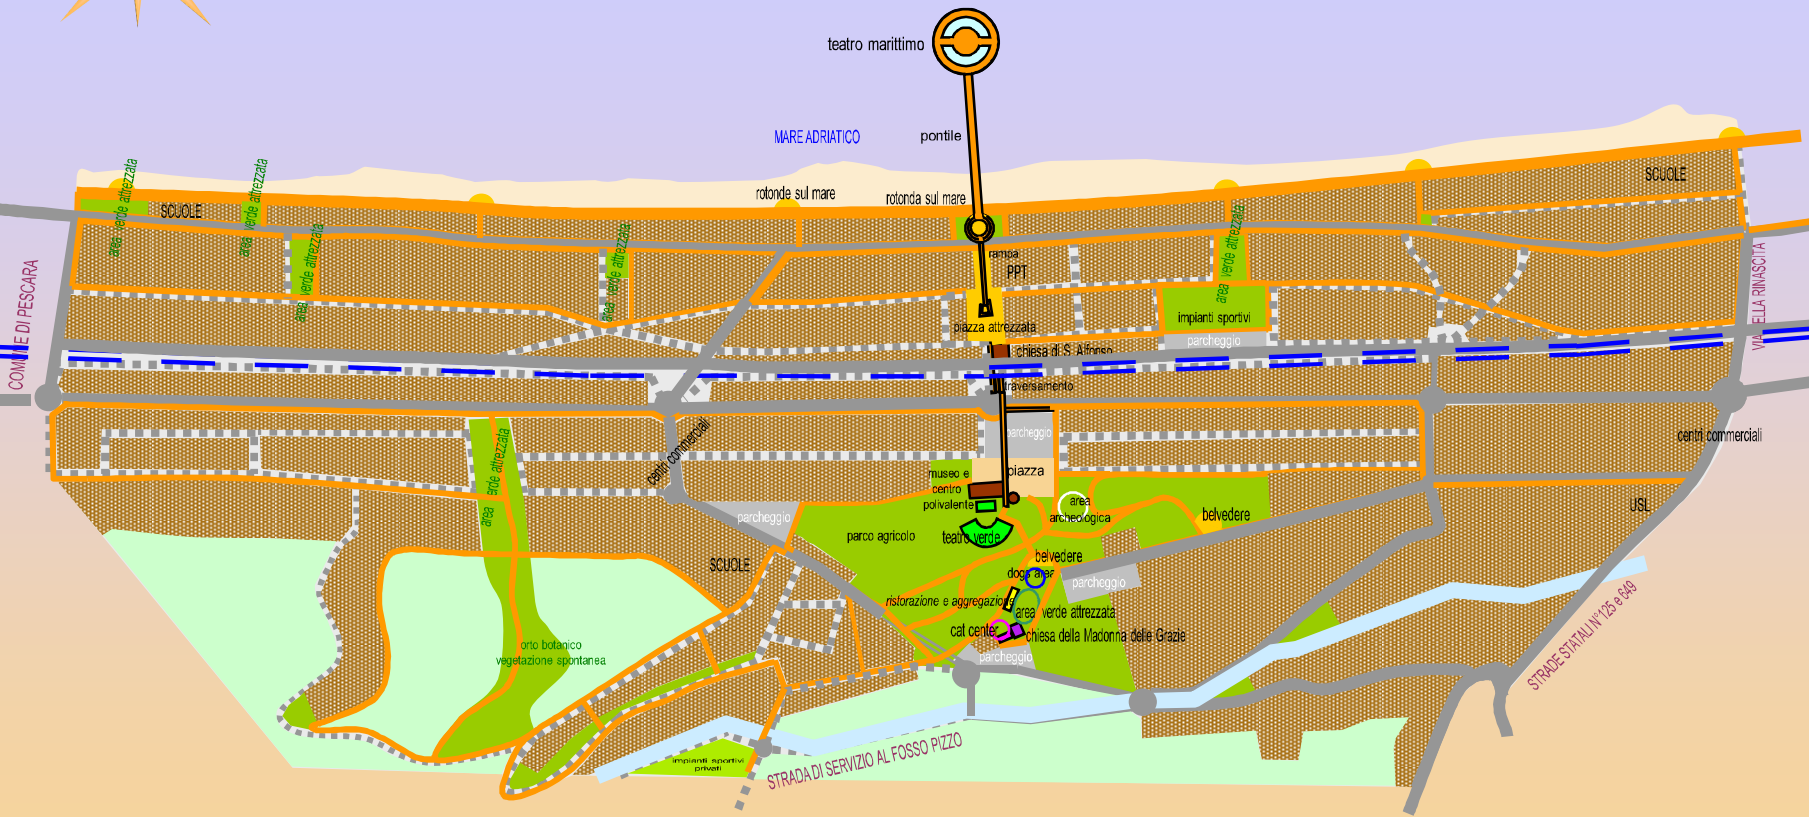 teatro marittimo
MARE ADRIATICO
pontile
rotonde sul mare
rotonda sul mare
area verde attrezzata
area verde attrezzata
SCUOLE
SCUOLE
area verde attrezzata
area verde attrezzata
area verde attrezzata
rampa
PPT
impianti sportivi
piazza attrezzata
parcheggio
chiesa di S. Alfonso
COMUNE DI PESCARA
VIA DELLA RINASCITA
traversamento
centri commerciali
parcheggio
centri commerciali
area verde attrezzata
museo e
centro
polivalente
piazza
area
archeologica
belvedere
USL
parcheggio
parco agricolo
teatro verde
belvedere
SCUOLE
dogs area
parcheggio
ristorazione e aggregazione
area verde attrezzata
cat center
chiesa della Madonna delle Grazie
parcheggio
orto botanico
vegetazione spontanea
STRADE STATALI N°125 e 649
impianti sportivi
privati
STRADA DI SERVIZIO AL FOSSO PIZZO